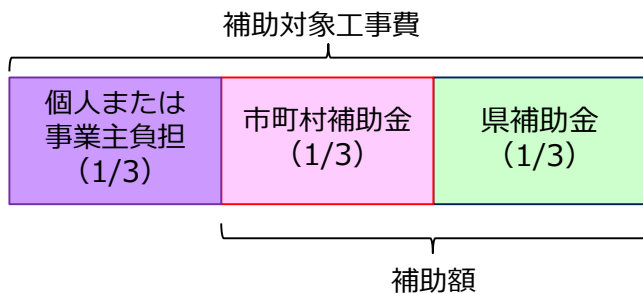 補助対象工事費
個人または
事業主負担
（1/3）
市町村補助金
（1/3）
県補助金
（1/3）
補助額